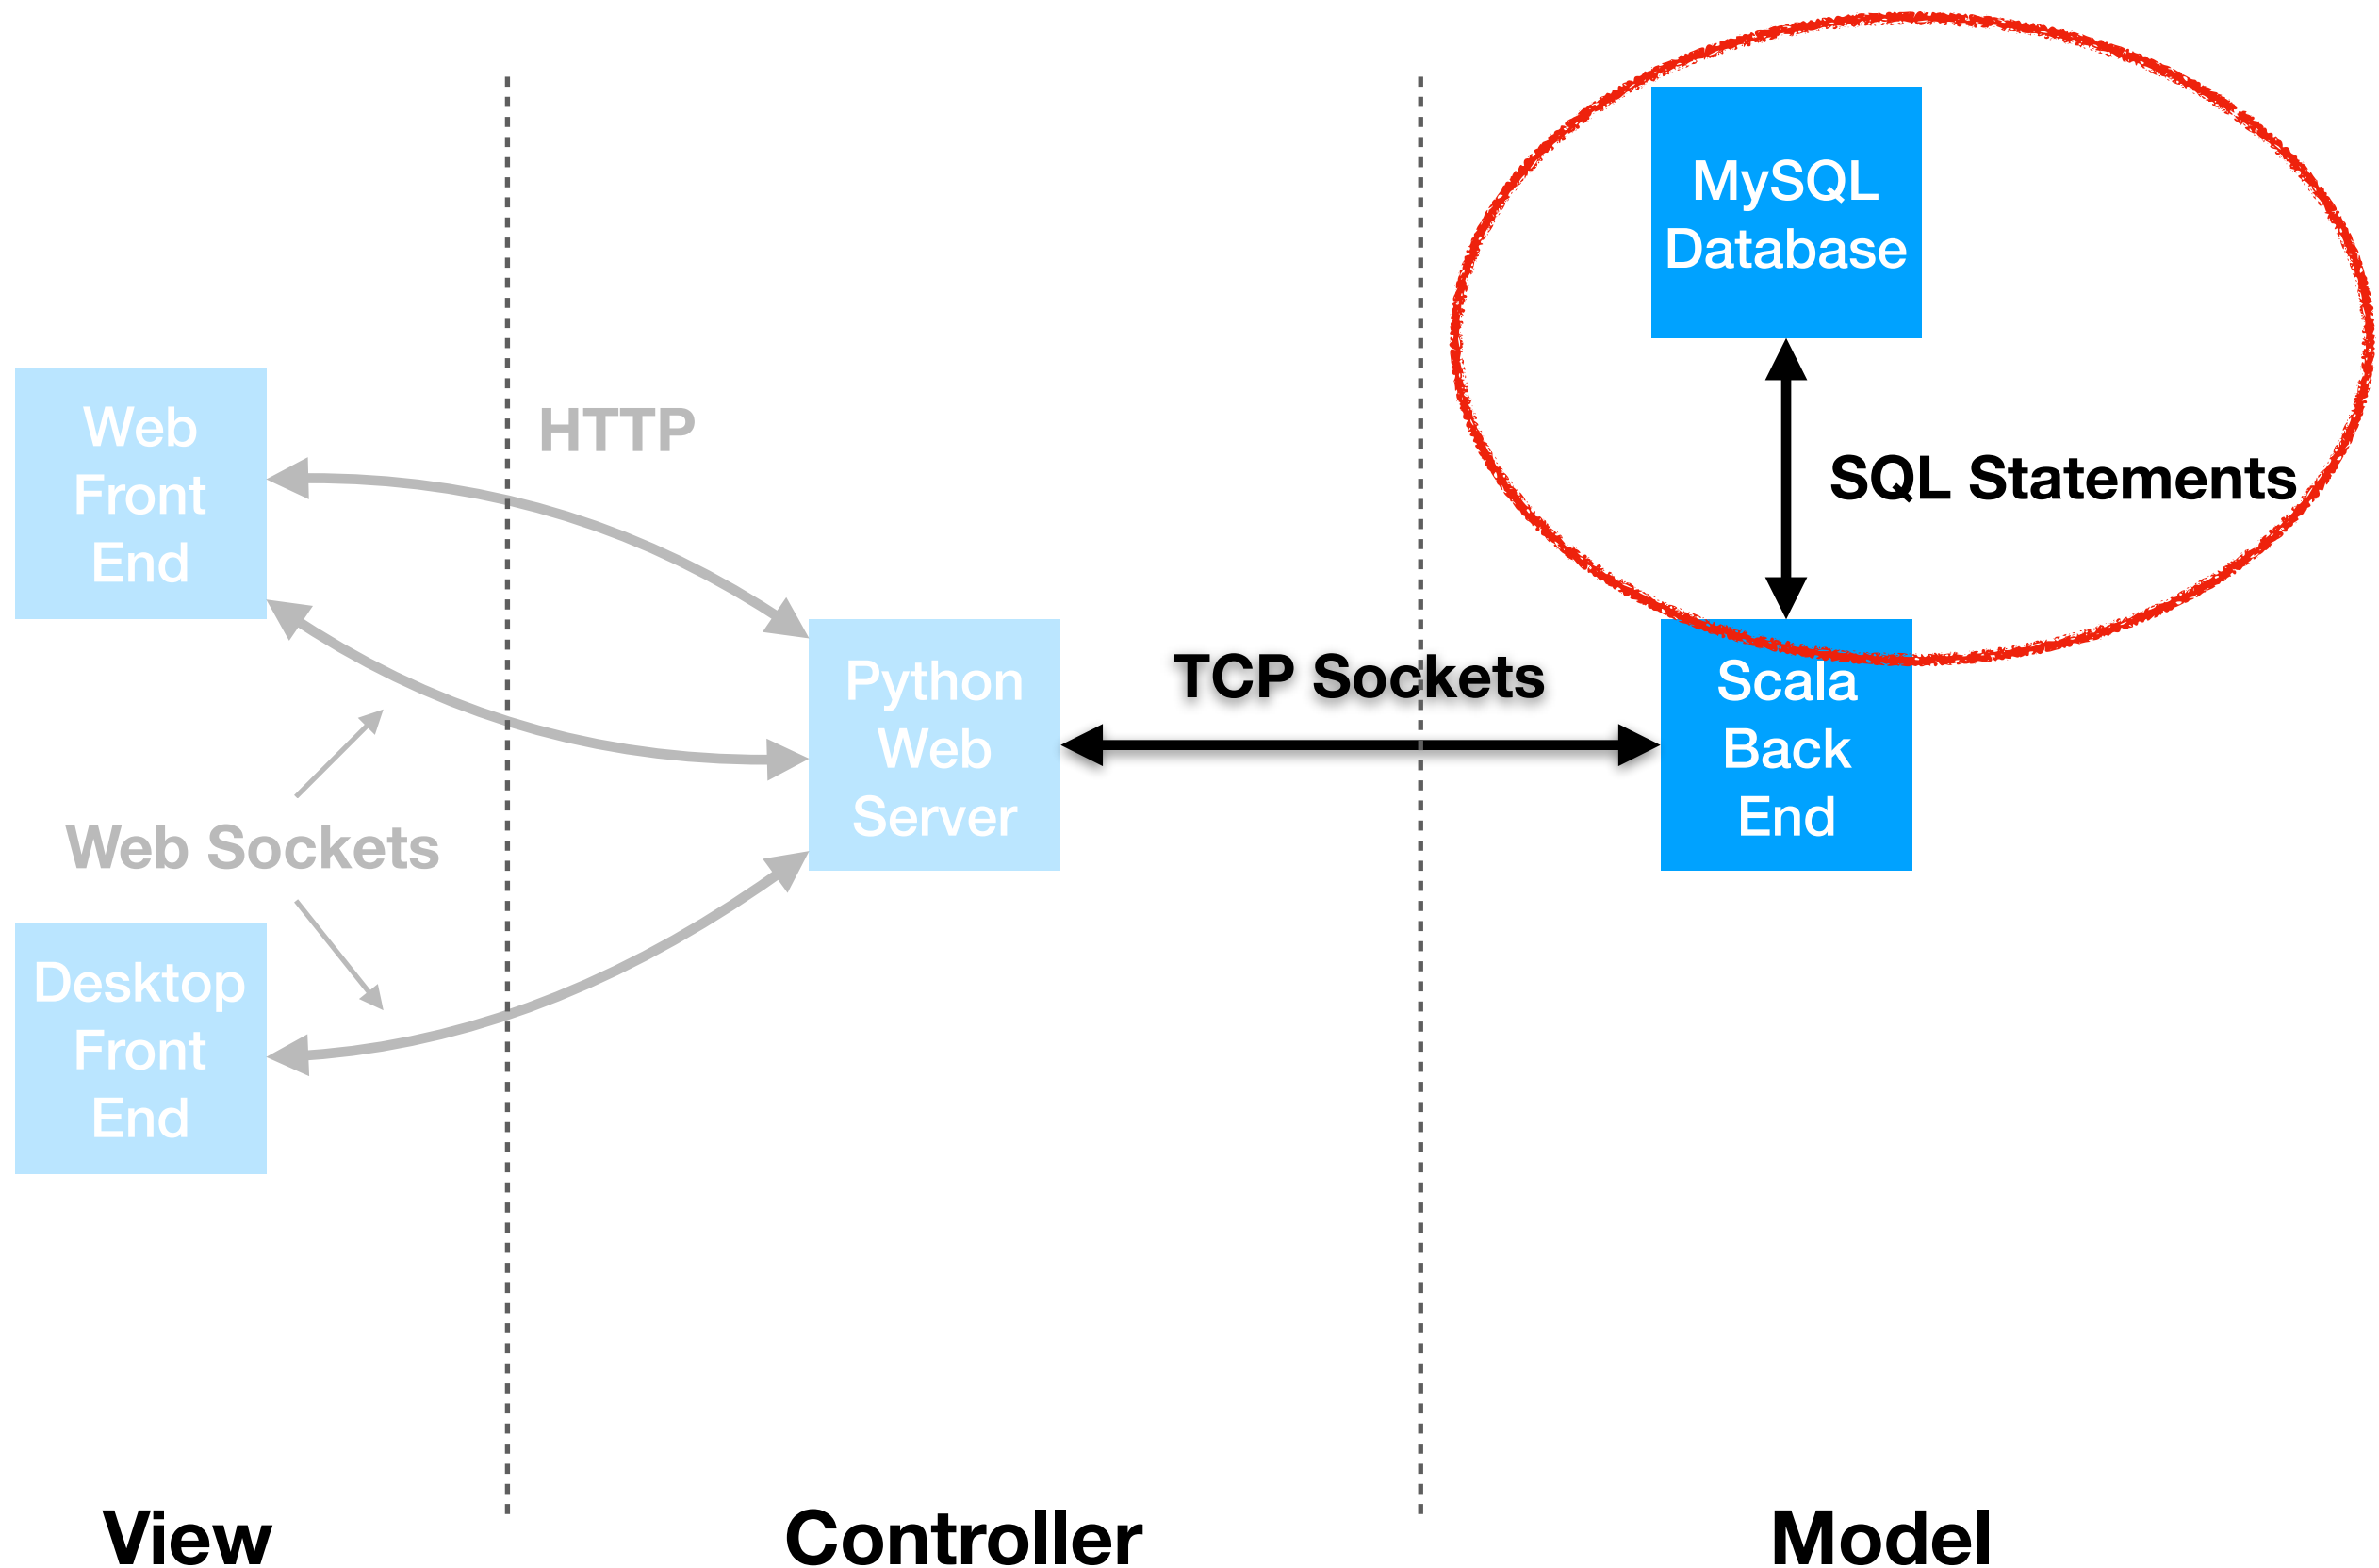 MySQL
Database
Web
Front
End
HTTP
SQL Statements
Python
Web
Server
TCP Sockets
Scala
Back
End
Web Sockets
Desktop
Front
End
View
Controller
Model